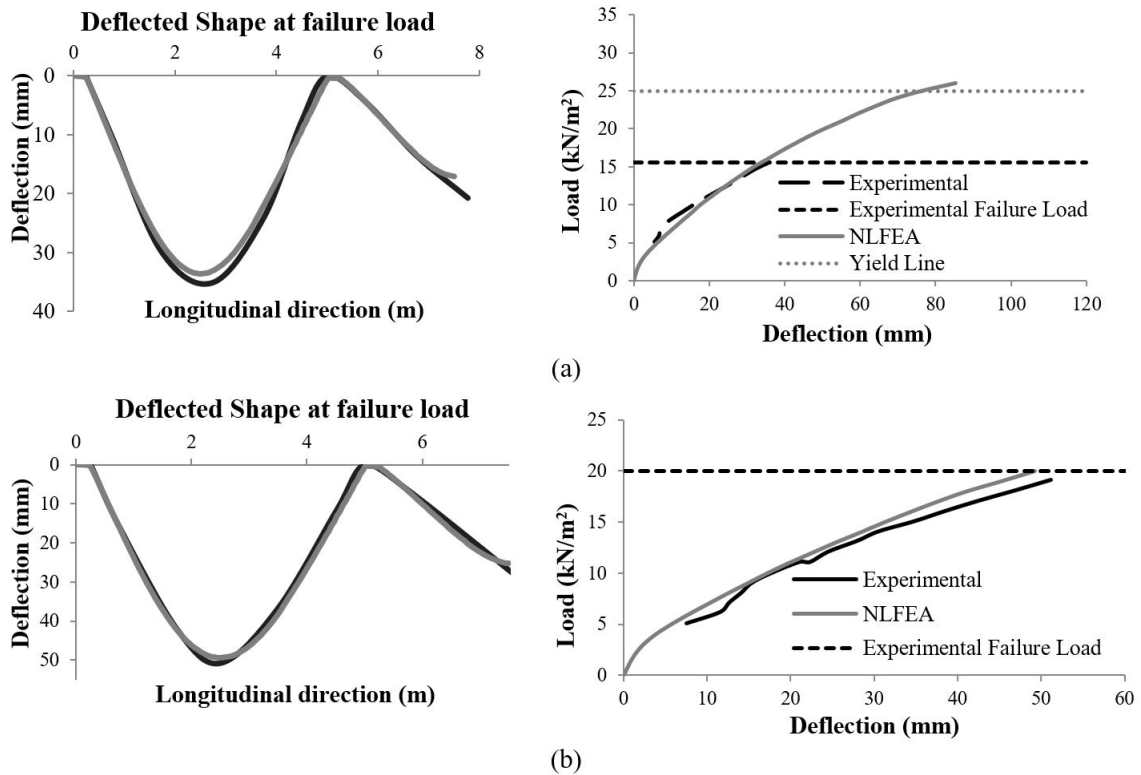 Deflected Shape at failure load
0 2 4 6 8
0
10
20
30
40
Deflection (mm)
Longitudinal direction (m)
35
30
25
20
15
10
5
0
Load (kN/m²)
Experimental
Experimental Failure Load
NLFEA
Yield Line
0 20 40 60 80 100 120
Deflection (mm)
(a)
Deflected Shape at failure load
0 2 4 6
0
10
20
30
40
50
Deflection (mm)
Longitudinal direction (m)
25
20
15
10
5
0
Load (kN/m²)
Experimental
NLFEA
Experimental Failure Load
0 10 20 30 40 50 60
Deflection (mm)
(b)